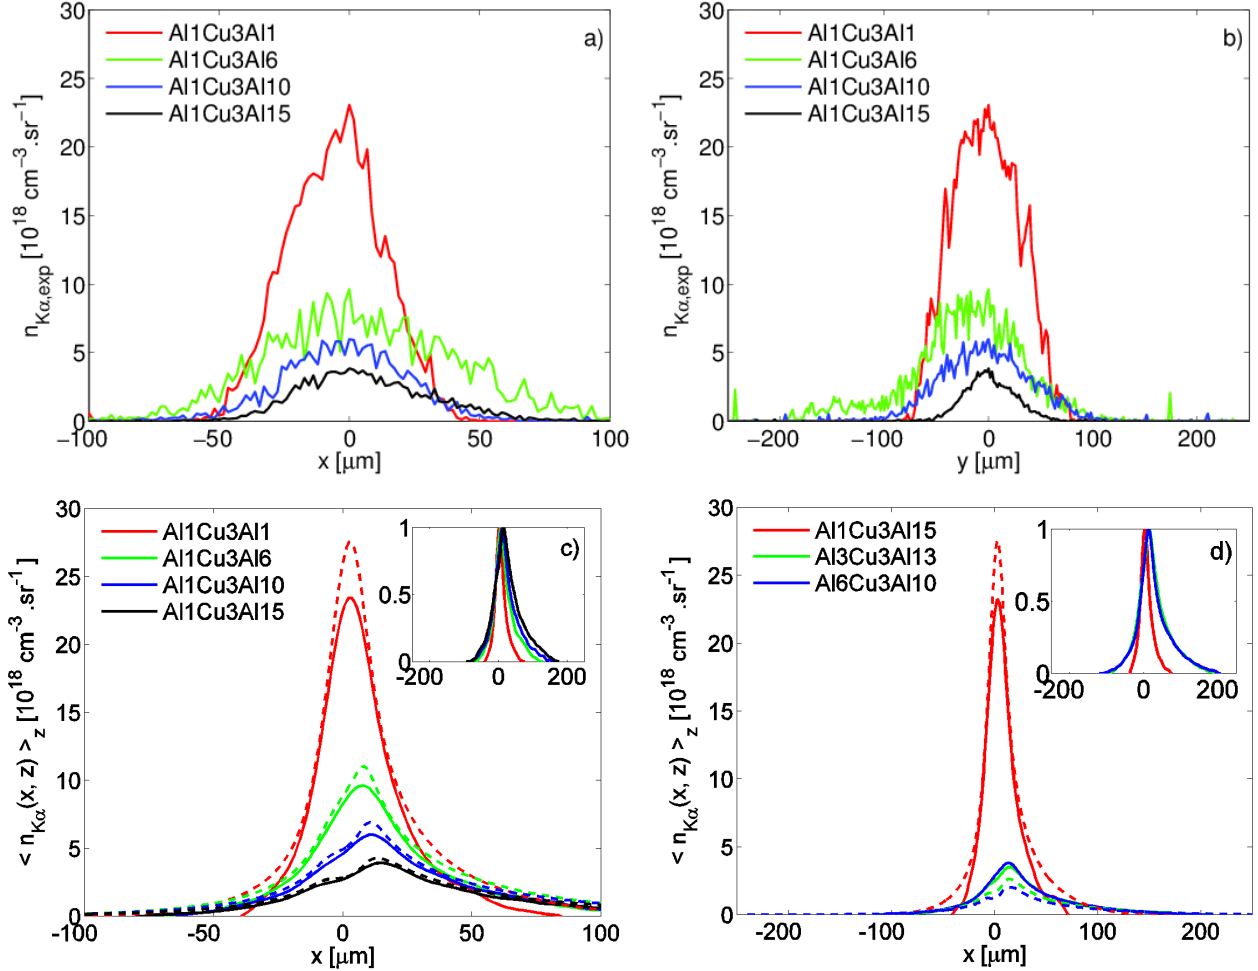 30
25
20
15
10
5
0
n_{Kα,exp} [10^{18} cm^{-3}.sr^{-1}]
Al1Cu3Al1
Al1Cu3Al6
Al1Cu3Al10
Al1Cu3Al15
a)
−100 −50 0 50 100
x [μm]
30
25
20
15
10
5
0
n_{Kα,exp} [10^{18} cm^{-3}.sr^{-1}]
Al1Cu3Al1
Al1Cu3Al6
Al1Cu3Al10
Al1Cu3Al15
b)
−200 −100 0 100 200
y [μm]
30
25
20
15
10
5
0
< n_{Kα}(x, z) >_z [10^{18} cm^{-3}.sr^{-1}]
Al1Cu3Al1
Al1Cu3Al6
Al1Cu3Al10
Al1Cu3Al15
1
0.5
0
-200 0 200
c)
-100 -50 0 50 100
x [μm]
30
25
20
15
10
5
0
< n_{Kα}(x, z) >_z [10^{18} cm^{-3}.sr^{-1}]
Al1Cu3Al15
Al3Cu3Al13
Al6Cu3Al10
1
0.5
0
-200 0 200
d)
-200 -100 0 100 200
x [μm]